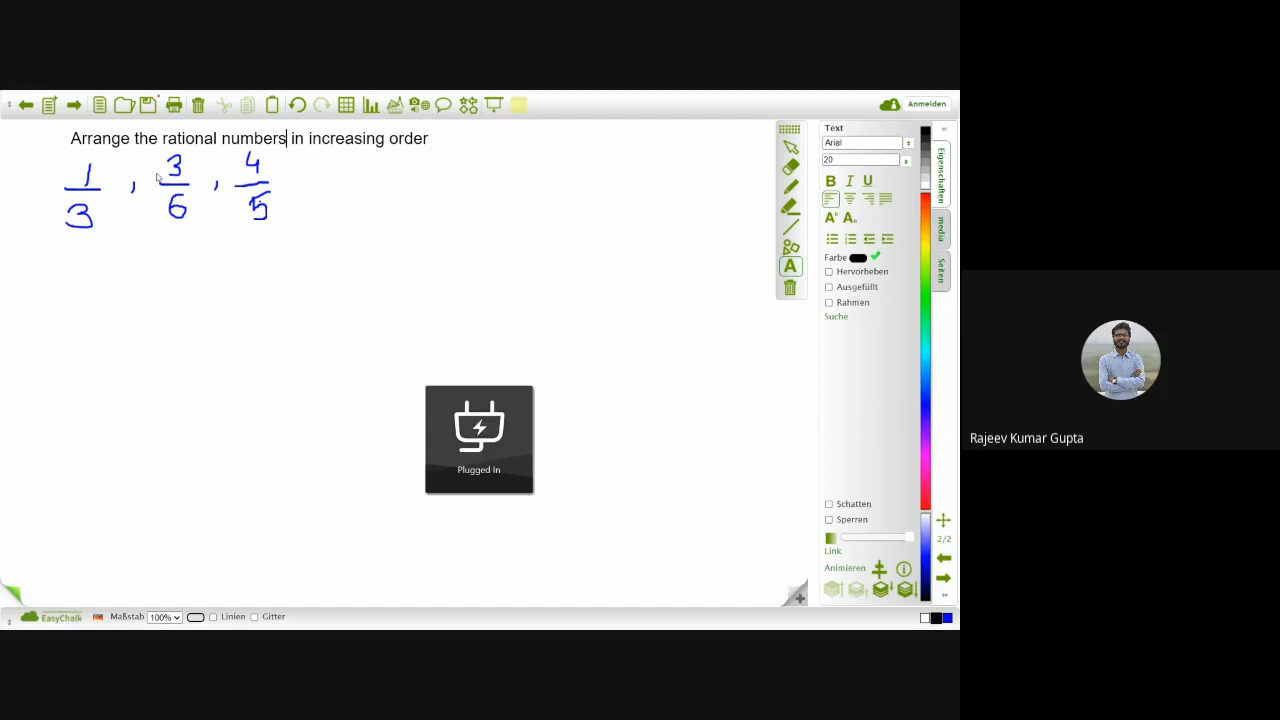 Anmelden
Arrange the rational numbers in increasing order
1/3 , 3/6 , 4/5
Text
Arial
20
B I U
Farbe
Hervorheben
Ausgefüllt
Rahmen
Suche
Schatten
Sperren
Link
Animieren
Eigenschaften
media
Seiten
2/2
Plugged In
EasyChalk
Maßstab 100% Linien Gitter
Rajeev Kumar Gupta